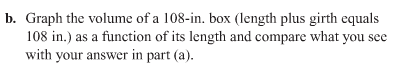 b. Graph the volume of a 108-in. box (length plus girth equals
108 in.) as a function of its length and compare what you see
with your answer in part (a).